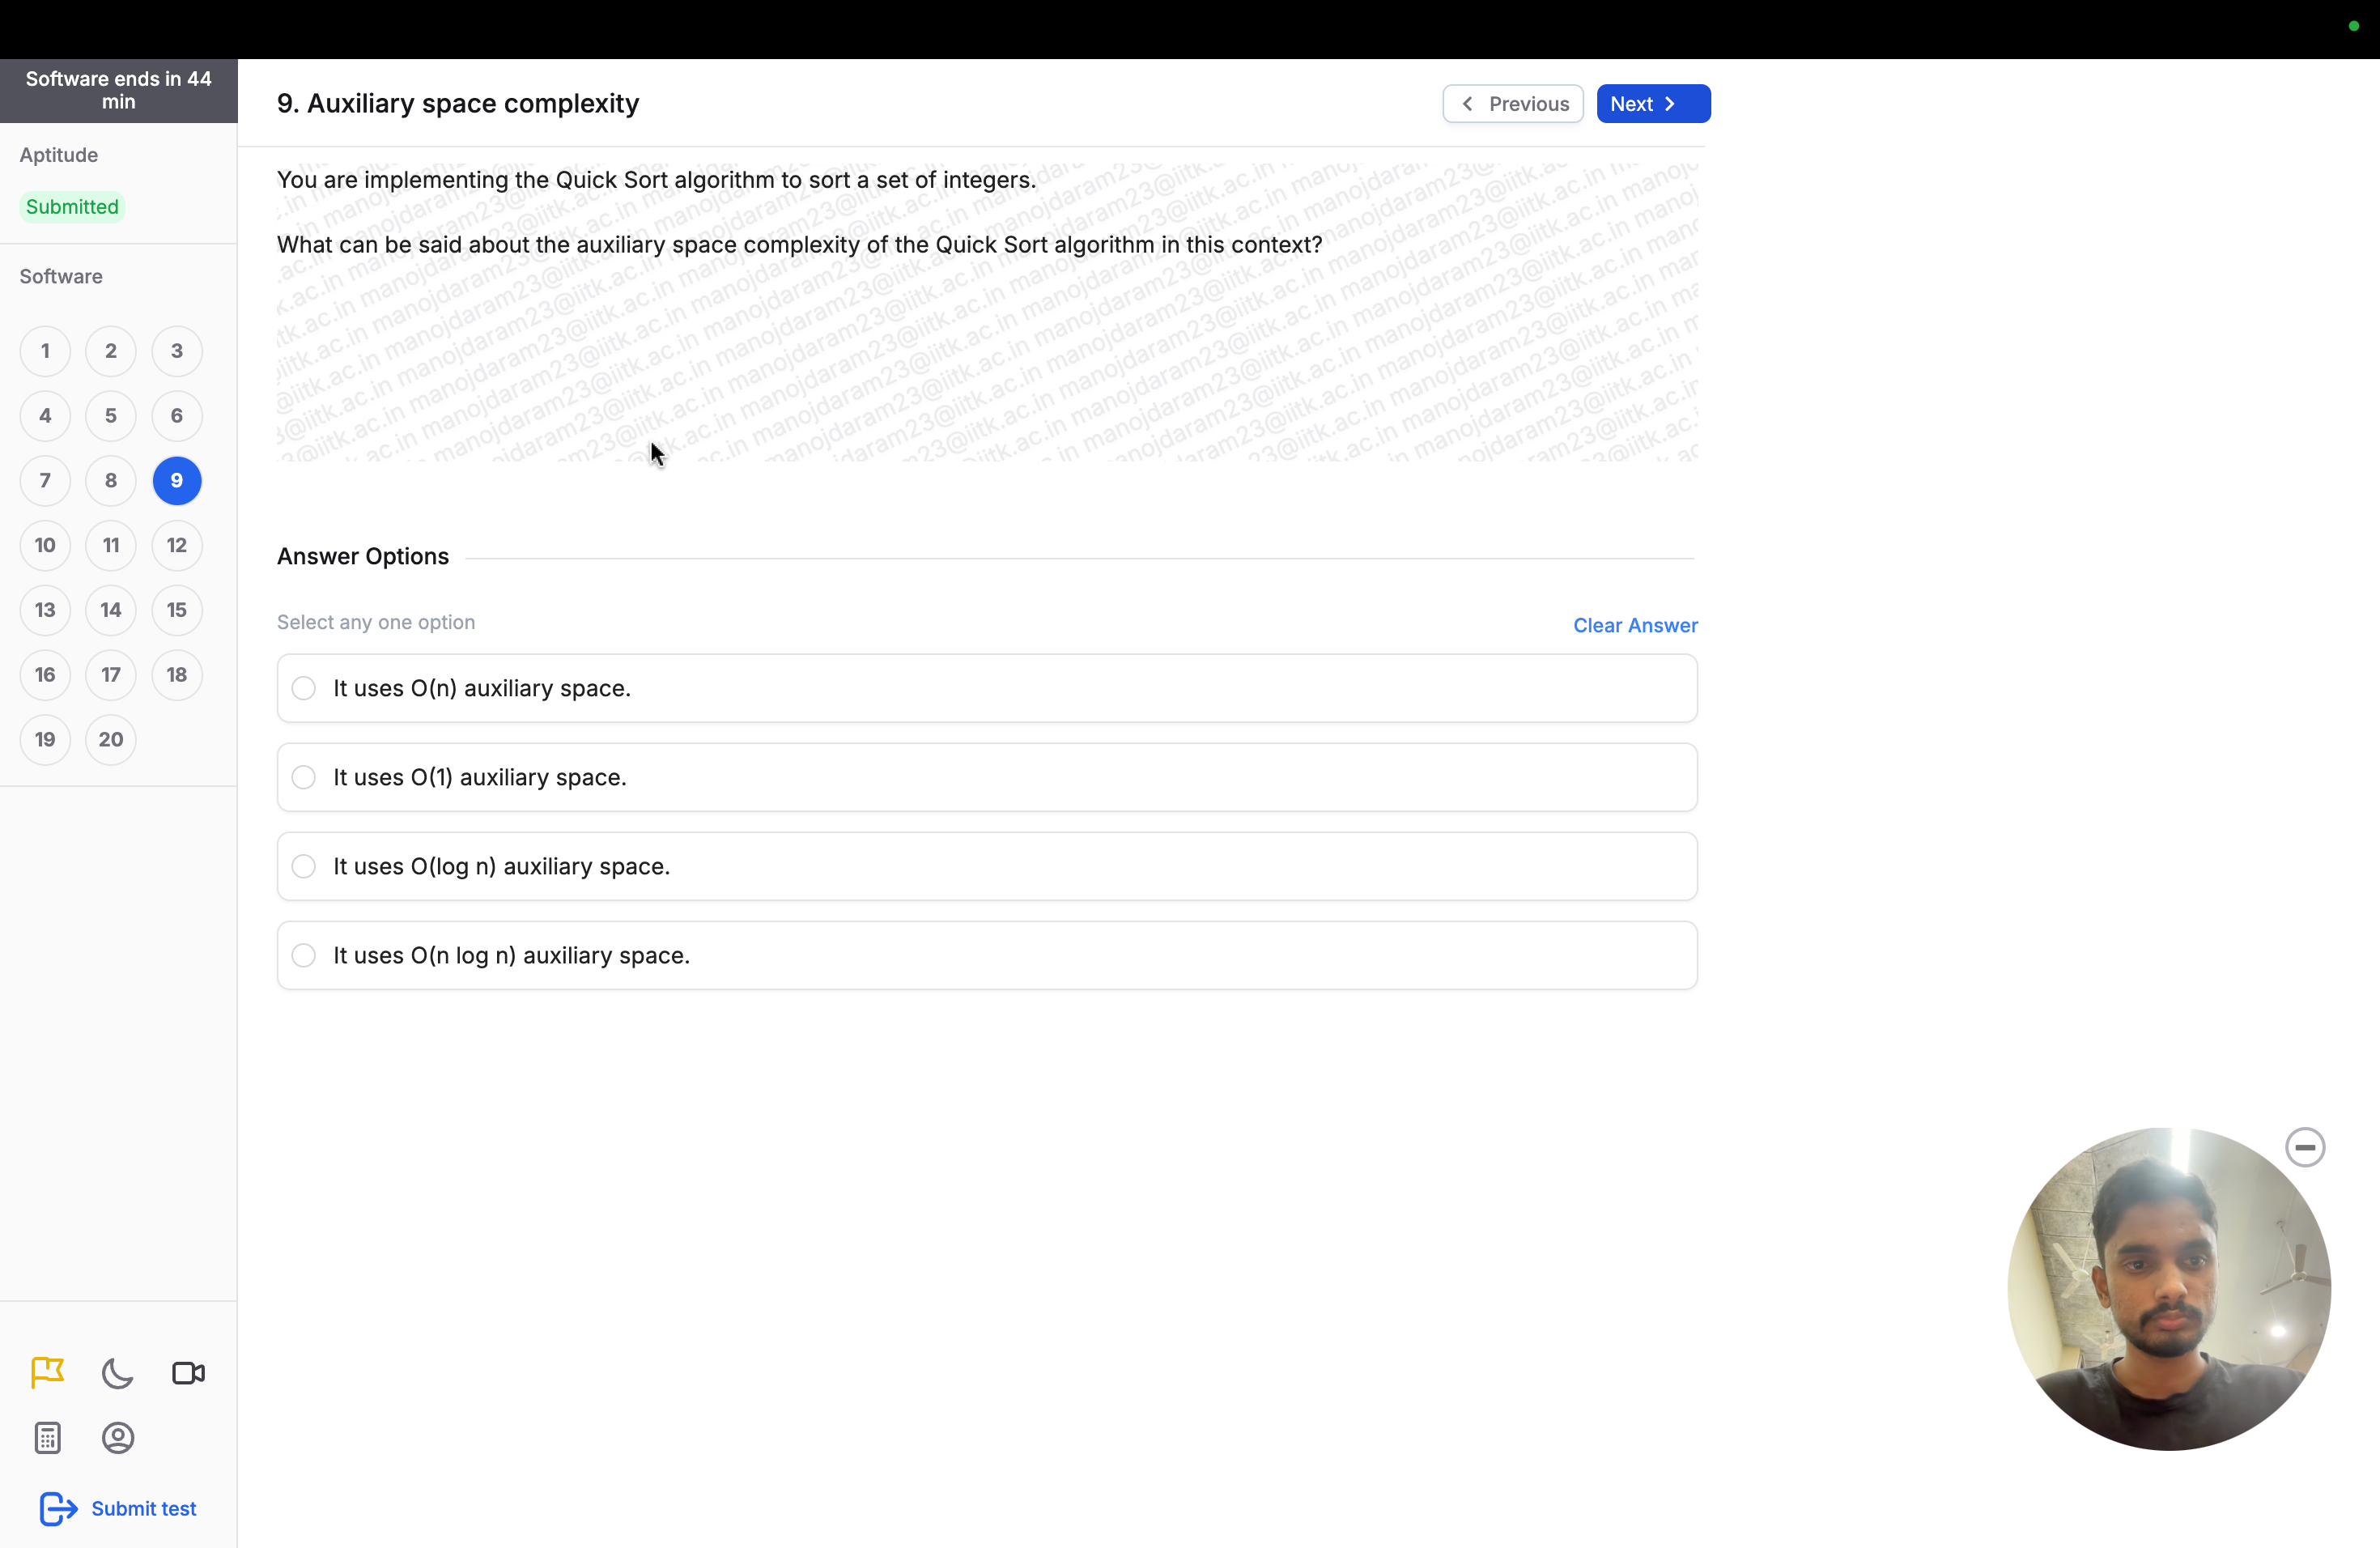 Software ends in 44
min
9. Auxiliary space complexity
Previous
Next
Aptitude
Submitted
You are implementing the Quick Sort algorithm to sort a set of integers.
What can be said about the auxiliary space complexity of the Quick Sort algorithm in this context?
manojdaram23@iitk.ac.in
Software
1 2 3
4 5 6
7 8 9
10 11 12
13 14 15
16 17 18
19 20
Answer Options
Select any one option
Clear Answer
It uses O(n) auxiliary space.
It uses O(1) auxiliary space.
It uses O(log n) auxiliary space.
It uses O(n log n) auxiliary space.
Submit test